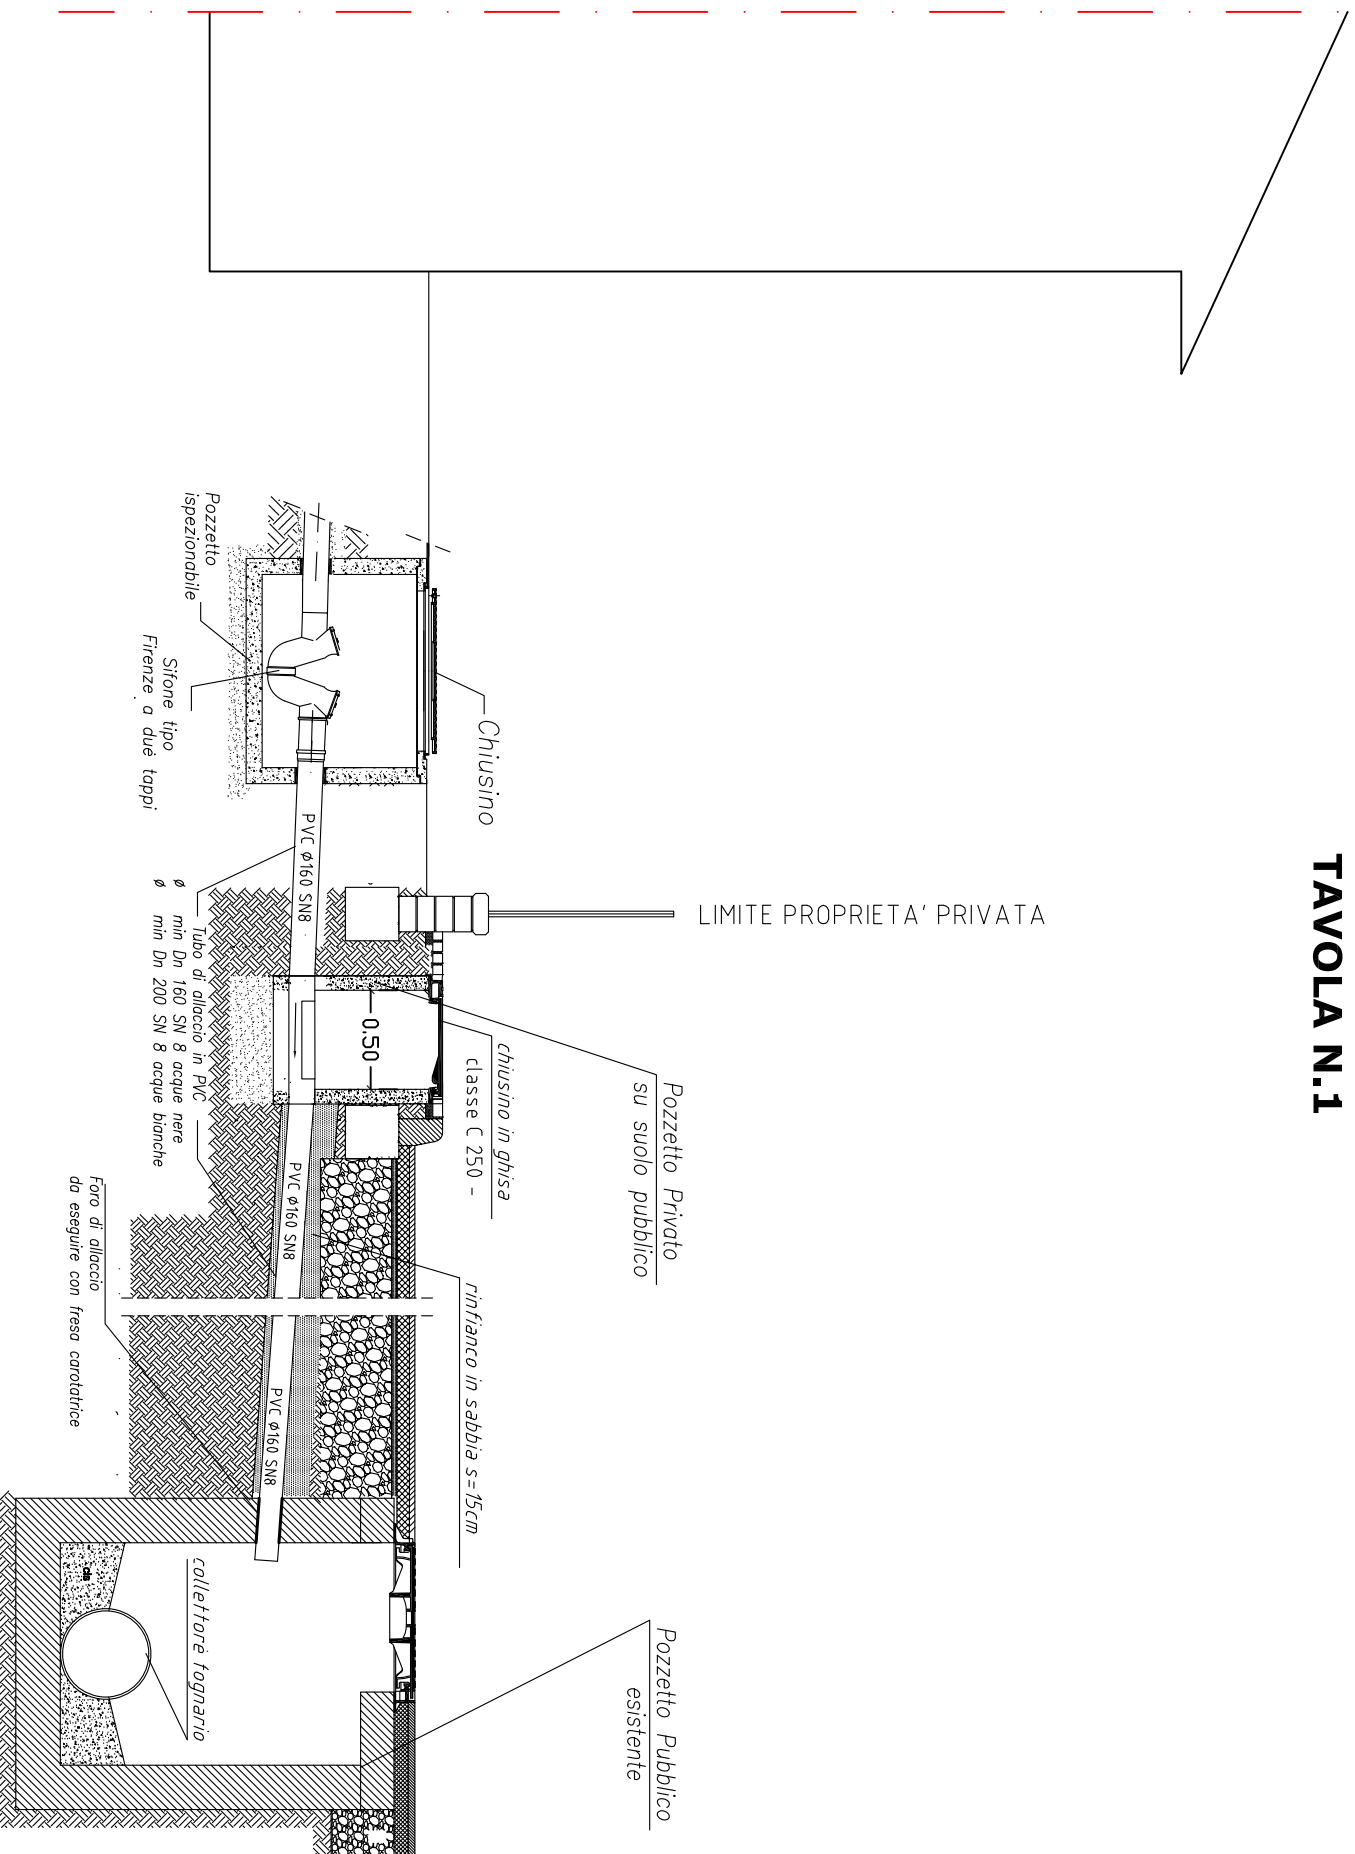 TAVOLA N.1
LIMITE PROPRIETA' PRIVATA
Pozzetto Privato
su suolo pubblico
Pozzetto Pubblico
esistente
Chiusino
chiusino in ghisa
classe C 250 -
rinfianco in sabbia s=15cm
0.50
PVC Ø160 SN8
PVC Ø160 SN8
PVC Ø160 SN8
Pozzetto
ispezionabile
Sifone tipo
Firenze a due tappi
Tubo di allaccio in PVC
ø min Dn 160 SN 8 acque nere
ø min Dn 200 SN 8 acque bianche
collettore fognario
Foro di allaccio
da eseguire con fresa carotatrice
cls